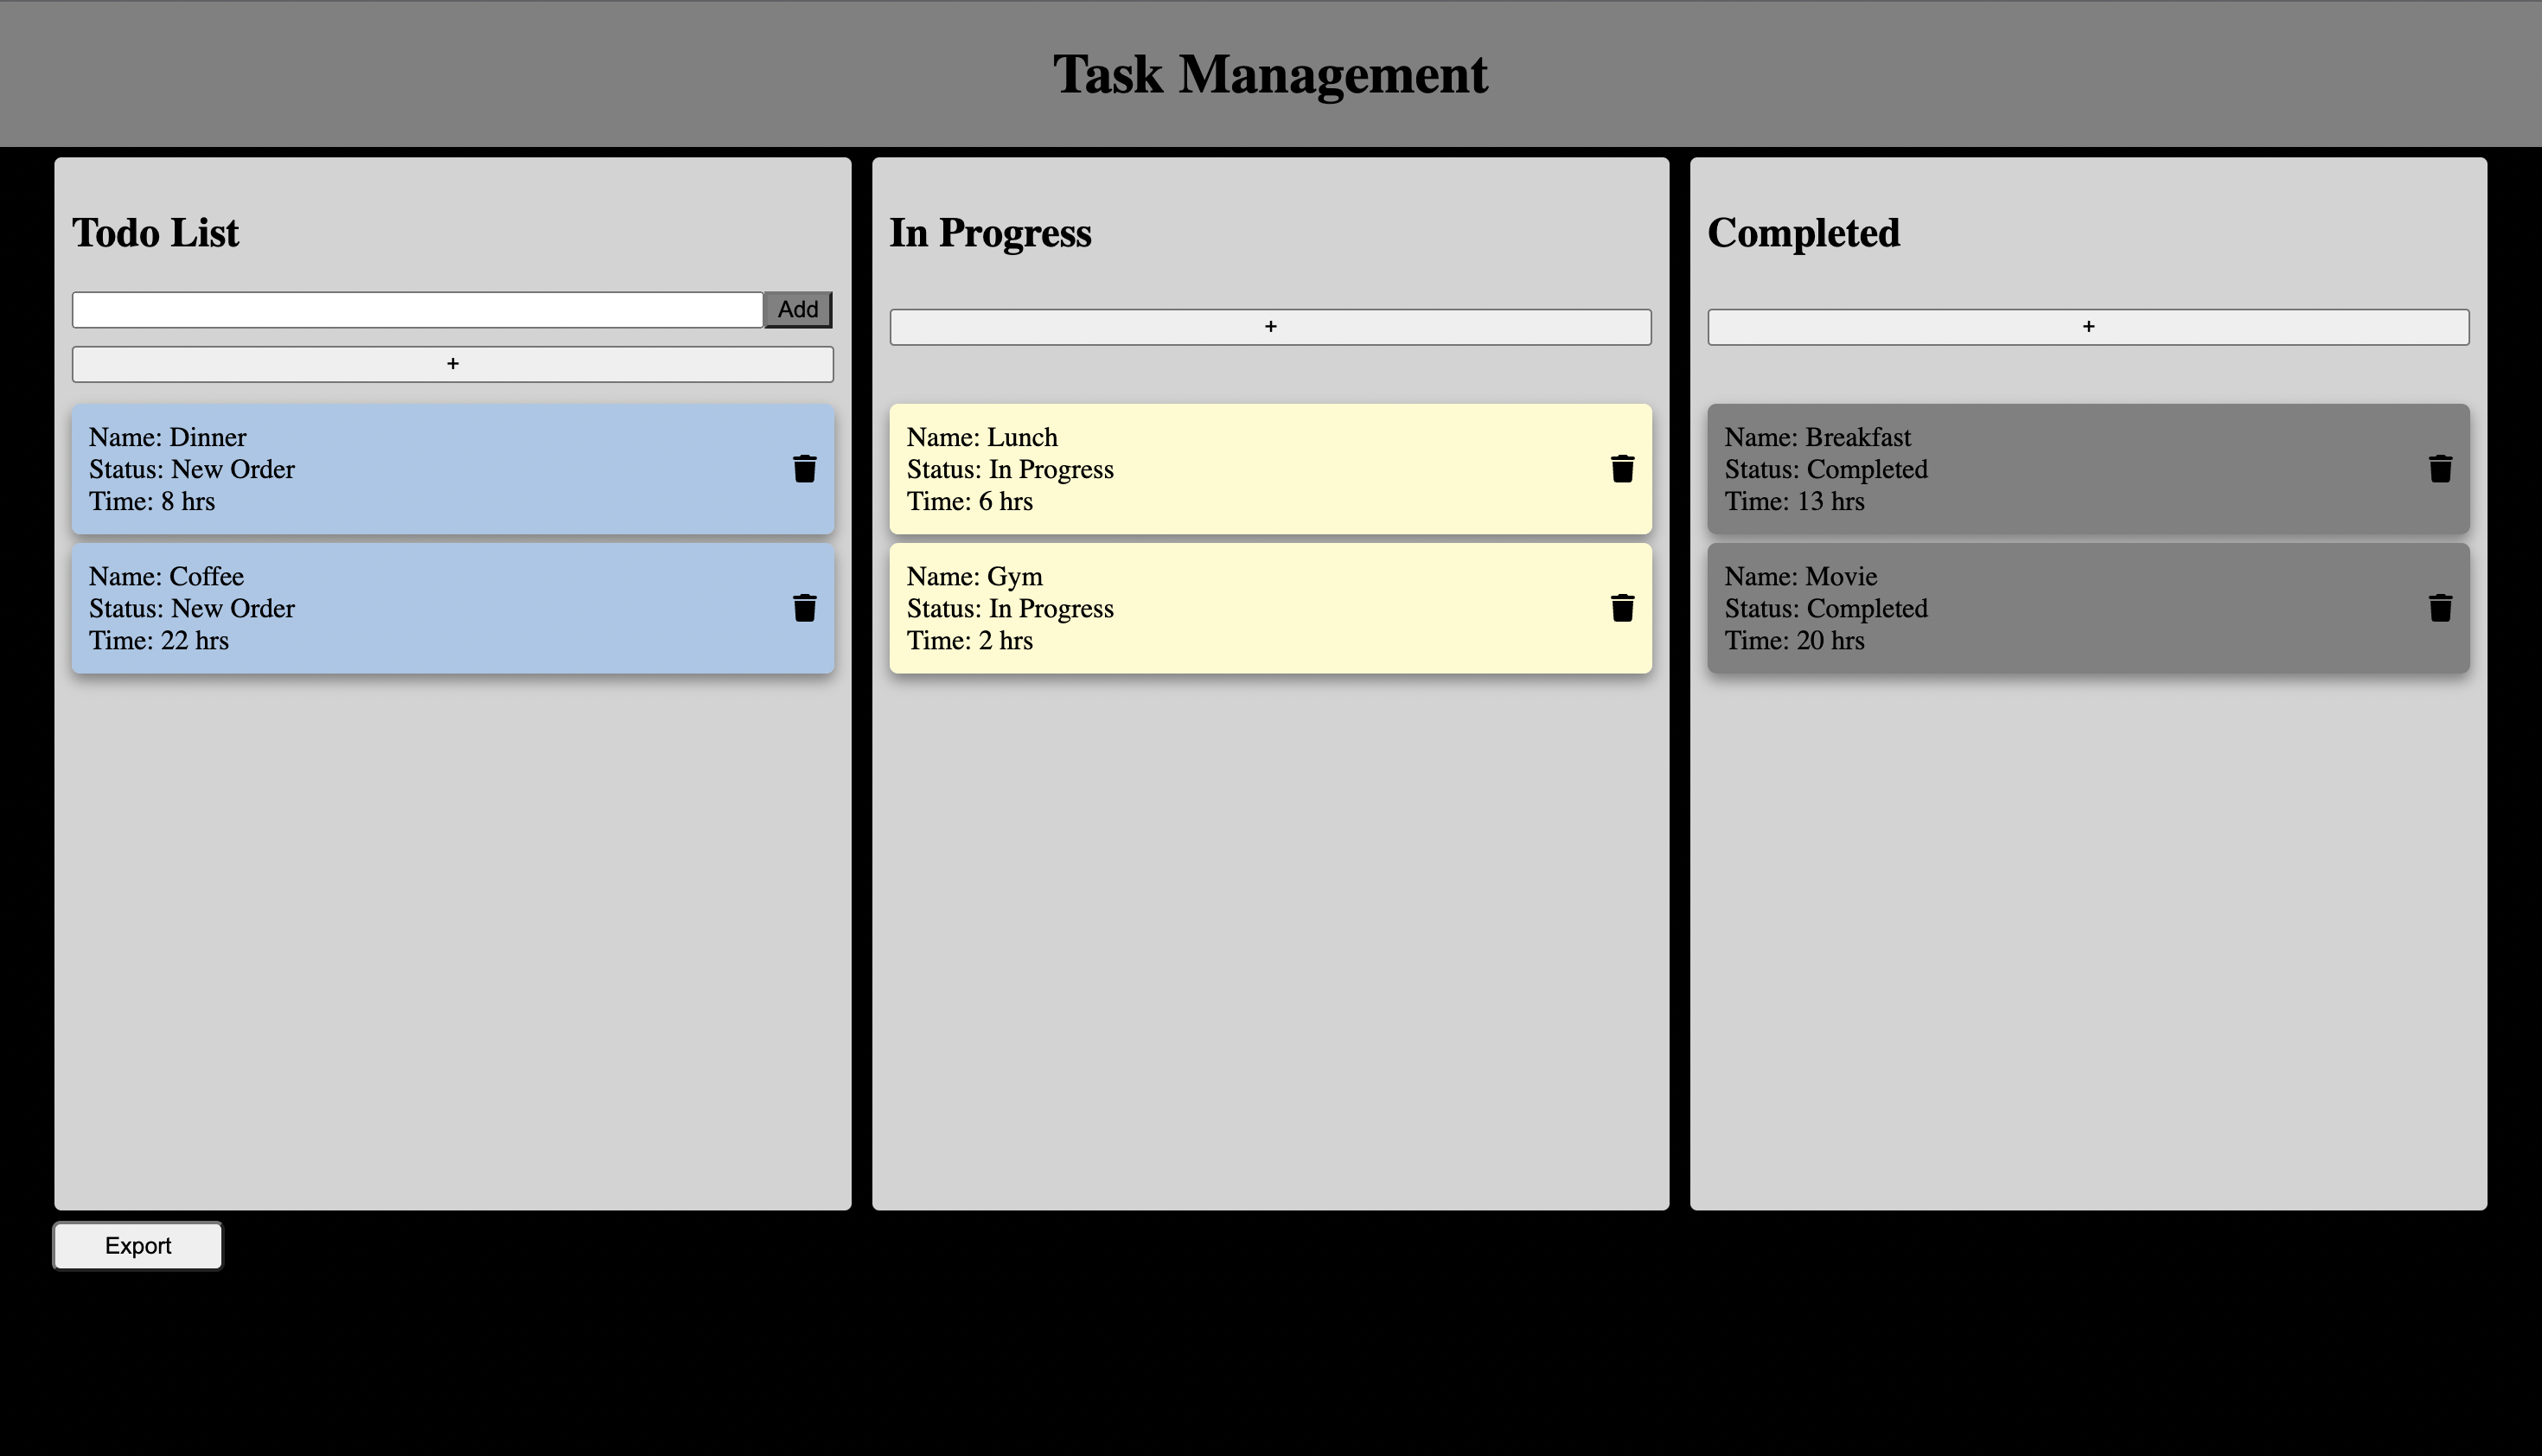 Task Management
Todo List
Add
+
Name: Dinner
Status: New Order
Time: 8 hrs
Name: Coffee
Status: New Order
Time: 22 hrs
In Progress
+
Name: Lunch
Status: In Progress
Time: 6 hrs
Name: Gym
Status: In Progress
Time: 2 hrs
Completed
+
Name: Breakfast
Status: Completed
Time: 13 hrs
Name: Movie
Status: Completed
Time: 20 hrs
Export